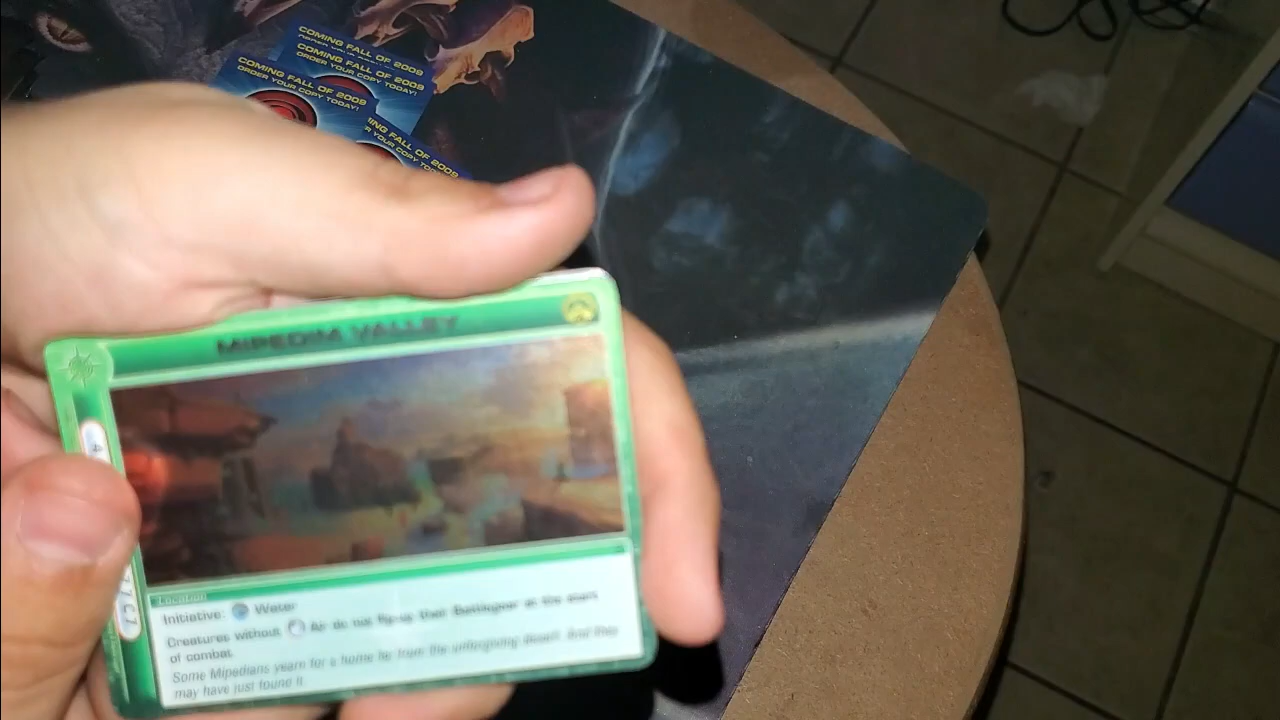 COMING FALL OF 2009
COMING FALL OF 2009
ORDER YOUR COPY TODAY!
COMING FALL OF 2009
ORDER YOUR COPY TODAY!
ING FALL OF 2009
R YOUR COPY TODAY
MIPEDIM VALLEY
Location
Initiative: Water
Creatures without Air do not flip-up their Battlegear at the start
of combat.
Some Mipedians yearn for a home far from the unforgiving desert. And they
may have just found it